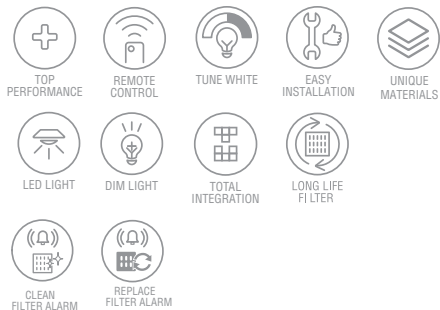 TOP
PERFORMANCE
REMOTE
CONTROL
TUNE WHITE
EASY
INSTALLATION
UNIQUE
MATERIALS
LED LIGHT
DIM LIGHT
TOTAL
INTEGRATION
LONG LIFE
FI LTER
CLEAN
FILTER ALARM
REPLACE
FILTER ALARM